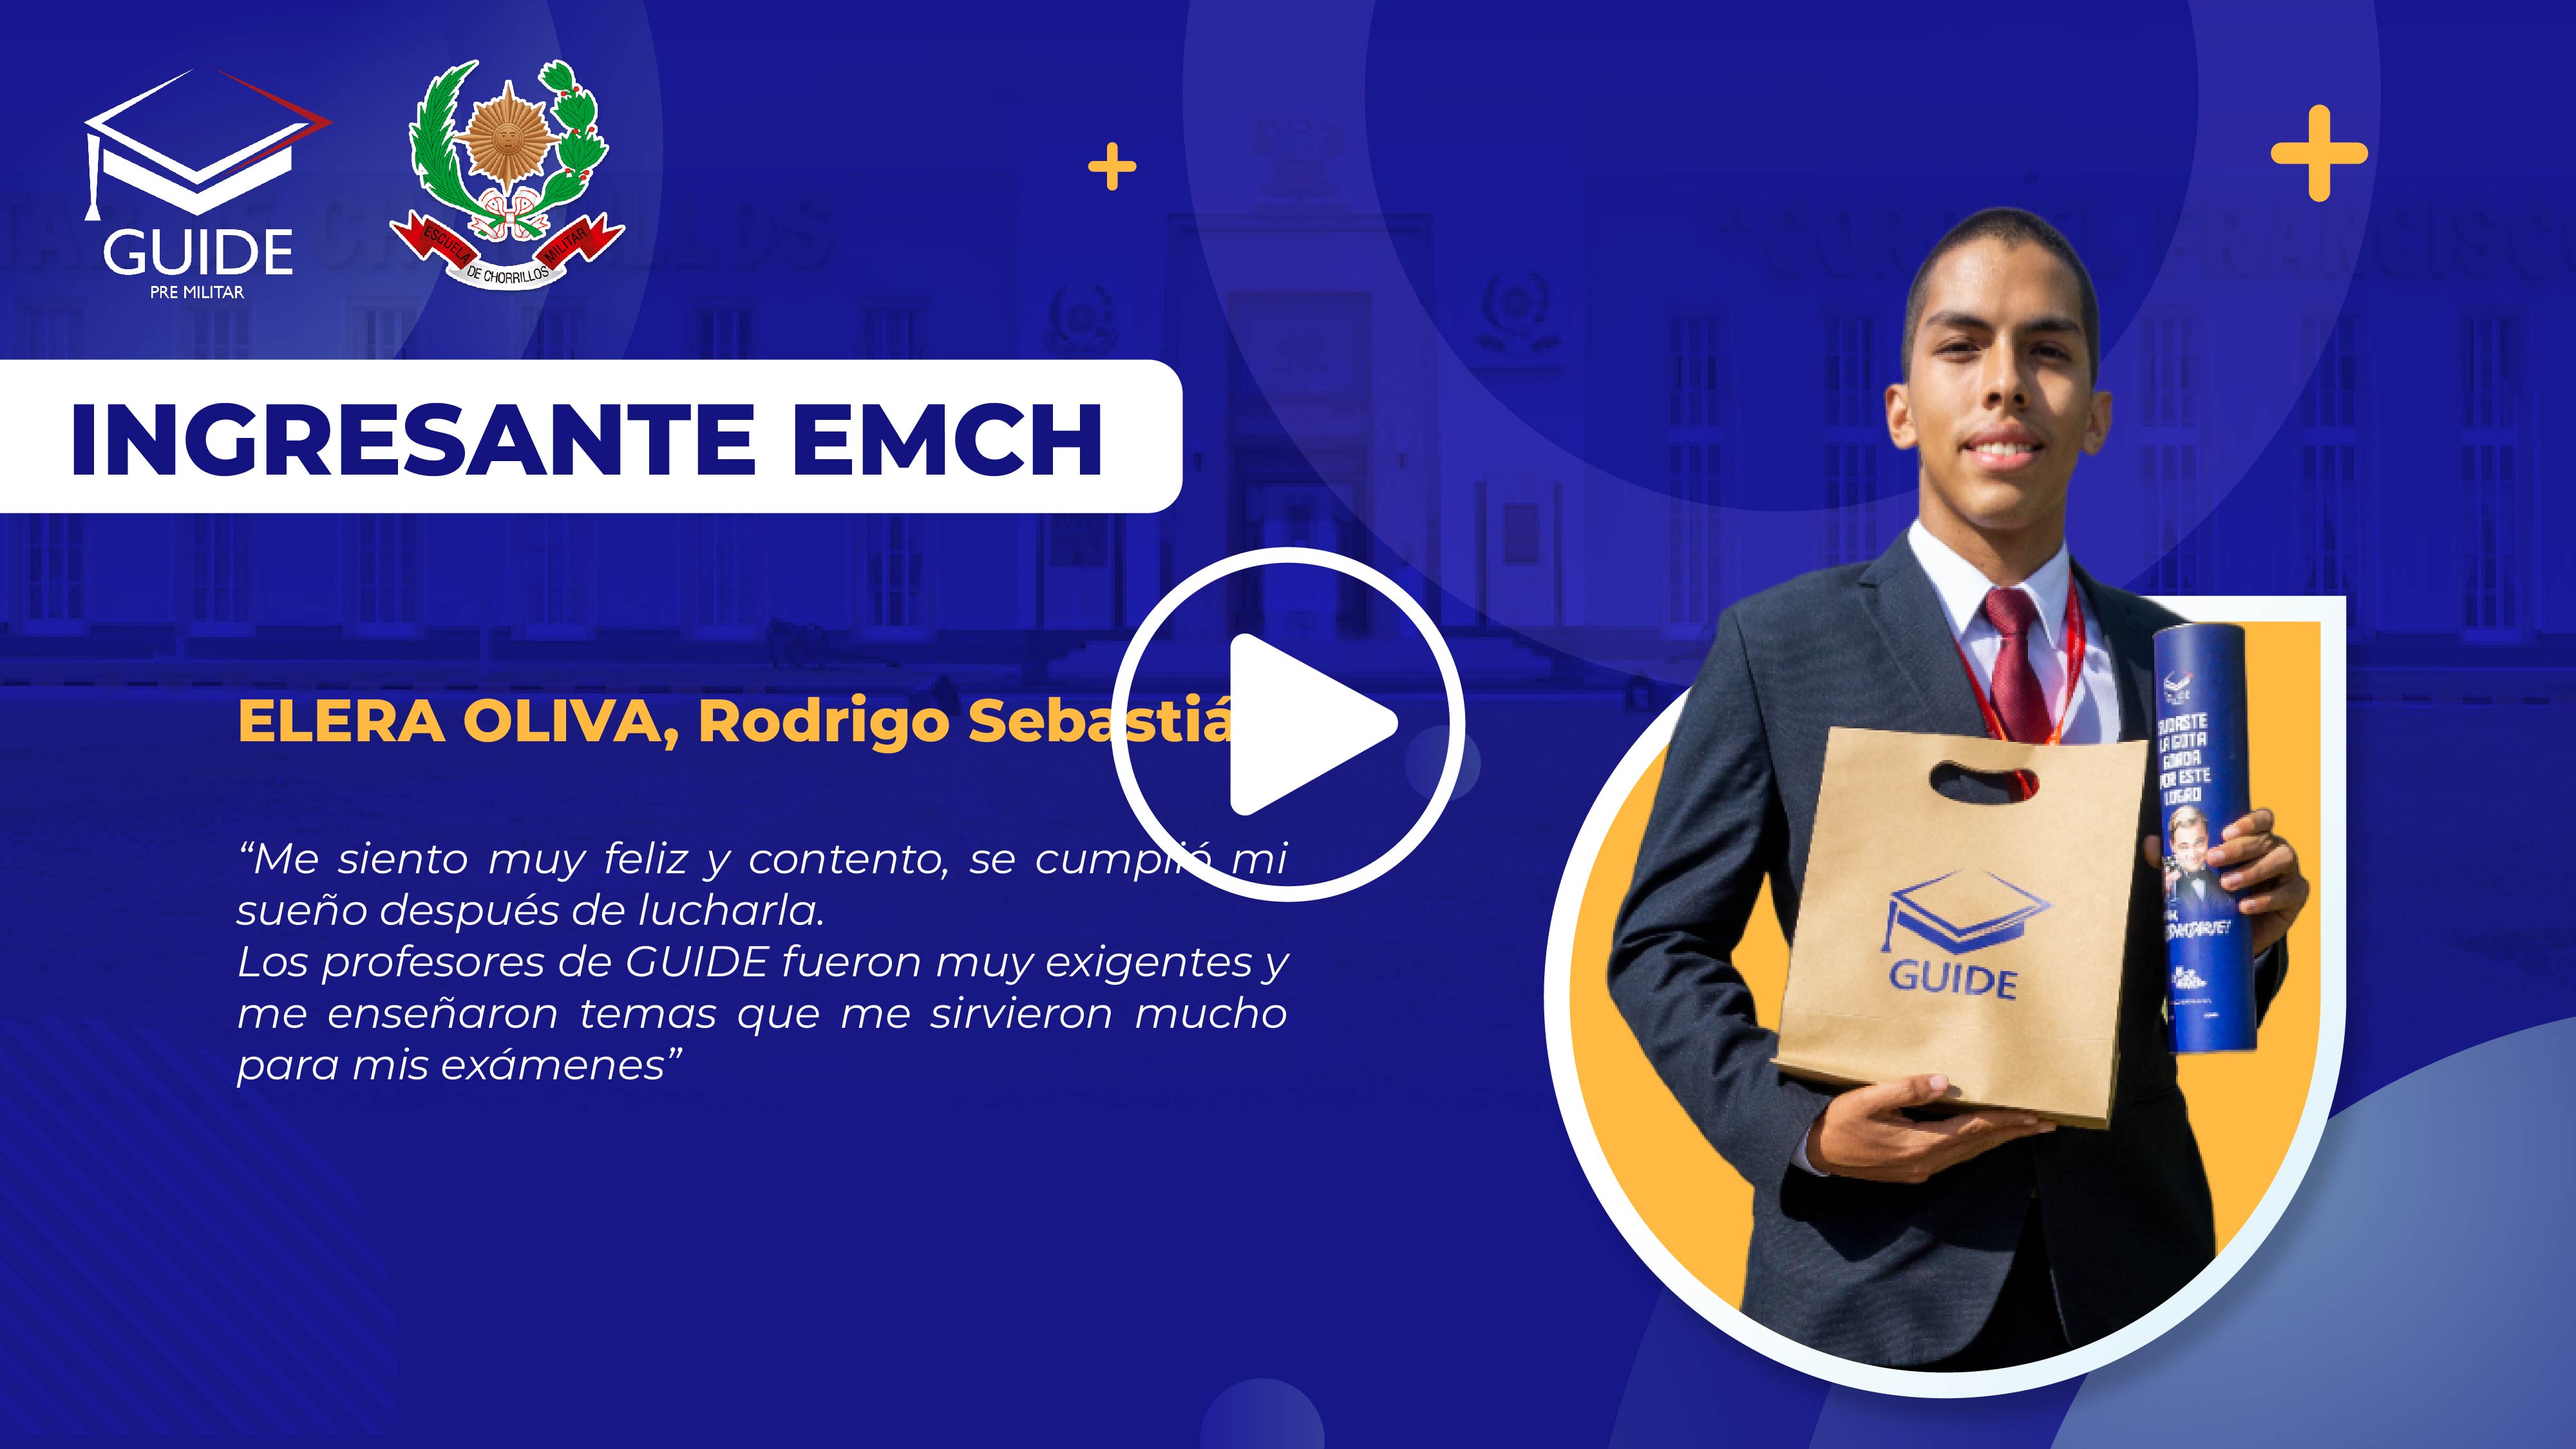 GUIDE
PRE MILITAR
ESCUELA MILITAR
DE CHORRILLOS
INGRESANTE EMCH
ELERA OLIVA, Rodrigo Sebastiá
“Me siento muy feliz y contento, se cumplió mi
sueño después de lucharla.
Los profesores de GUIDE fueron muy exigentes y
me enseñaron temas que me sirvieron mucho
para mis exámenes”
GUIDE
SUDASTE
LA GOTA
GORDA
POR ESTE
LOGRO